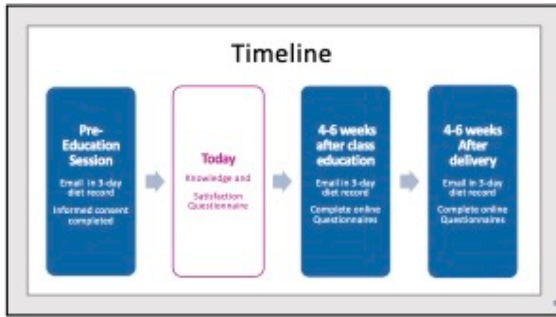 Timeline
Pre-
Education
Session
Email in 3-day
diet record
Informed consent
completed
Today
Knowledge and
Satisfaction
Questionnaire
4-6 weeks
after class
education
Email in 3-day
diet record
Complete online
Questionnaires
4-6 weeks
After
delivery
Email in 3-day
diet record
Complete online
Questionnaires